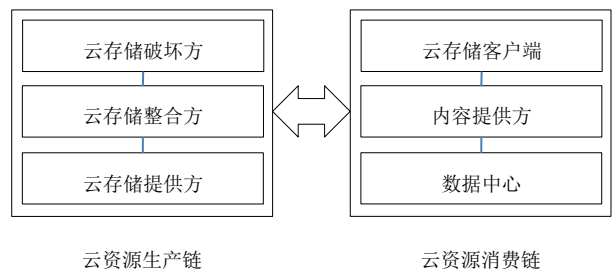 云存储破坏方
云存储整合方
云存储提供方
云存储客户端
内容提供方
数据中心
云资源生产链
云资源消费链